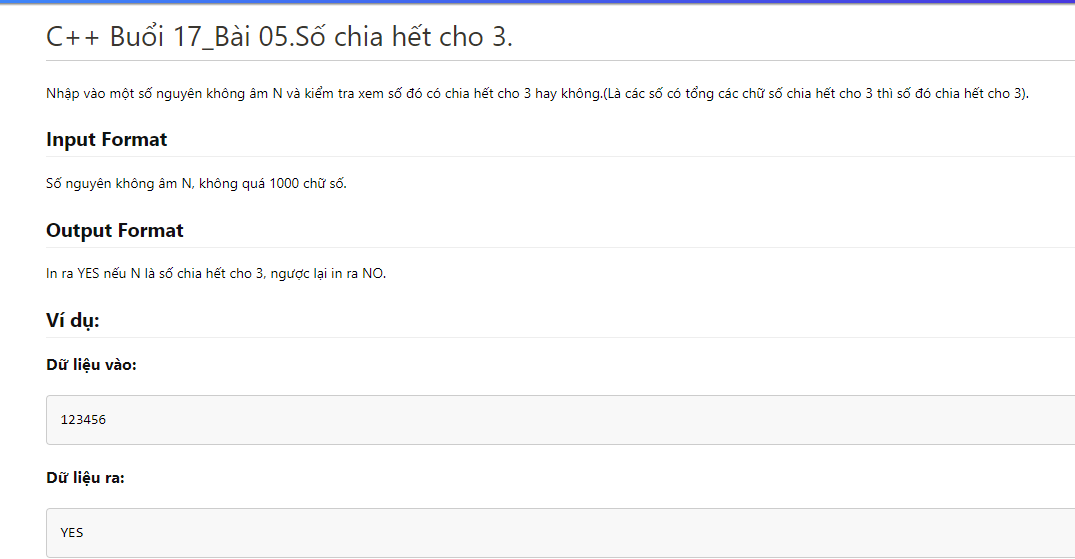 C++ Buổi 17_Bài 05.Số chia hết cho 3.
Nhập vào một số nguyên không âm N và kiểm tra xem số đó có chia hết cho 3 hay không.(Là các số có tổng các chữ số chia hết cho 3 thì số đó chia hết cho 3).
Input Format
Số nguyên không âm N, không quá 1000 chữ số.
Output Format
In ra YES nếu N là số chia hết cho 3, ngược lại in ra NO.
Ví dụ:
Dữ liệu vào:
123456
Dữ liệu ra:
YES